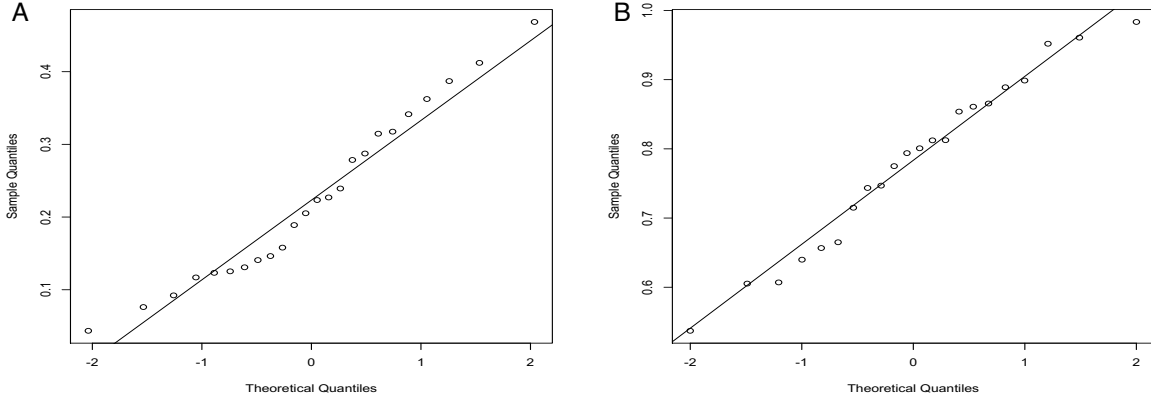 A
Sample Quantiles
0.4
0.3
0.2
0.1
-2 -1 0 1 2
Theoretical Quantiles
B
Sample Quantiles
1.0
0.9
0.8
0.7
0.6
-2 -1 0 1 2
Theoretical Quantiles